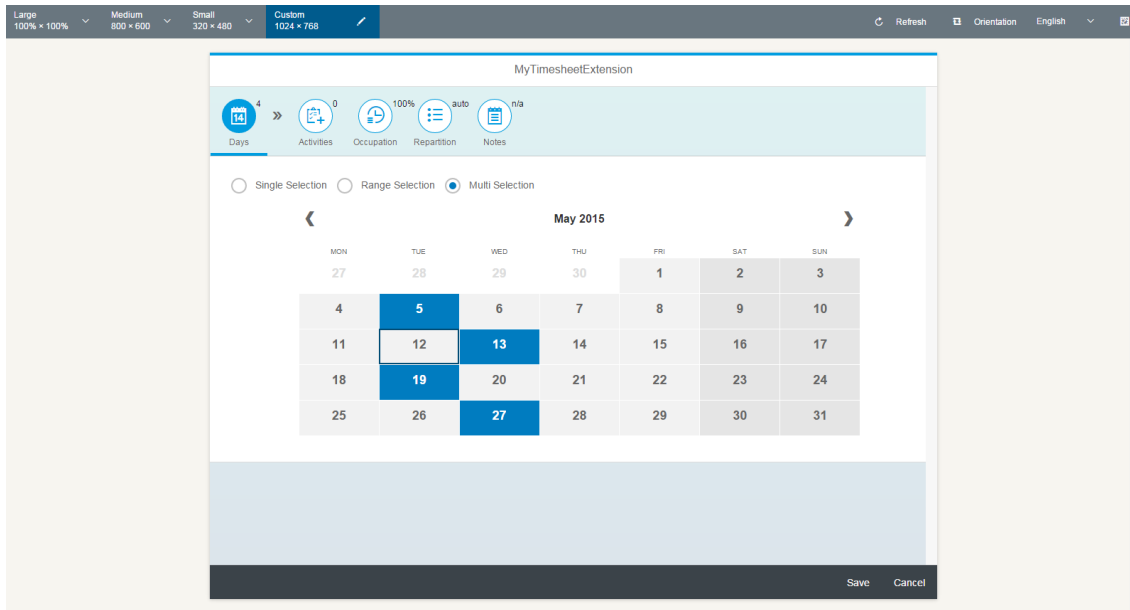 Large Medium Small Custom
100% × 100% 800 × 600 320 × 480 1024 × 768 Refresh Orientation English
MyTimesheetExtension
4 0 100% auto n/a
14
Days Activities Occupation Repartition Notes
Single Selection Range Selection Multi Selection
May 2015
MON TUE WED THU FRI SAT SUN
27 28 29 30 1 2 3
4 5 6 7 8 9 10
11 12 13 14 15 16 17
18 19 20 21 22 23 24
25 26 27 28 29 30 31
Save Cancel